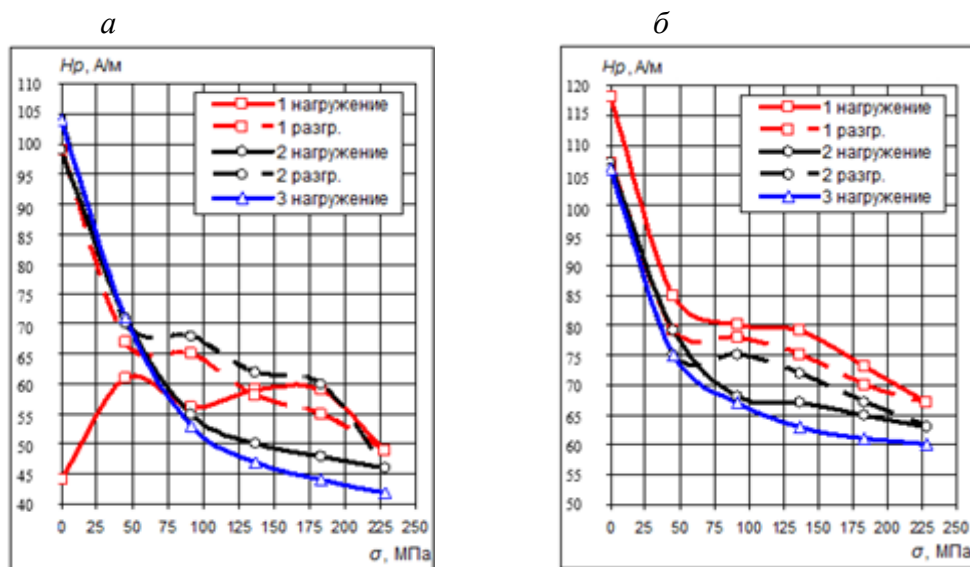 а
Hp, А/м
110
105
100
95
90
85
80
75
70
65
60
55
50
45
40
0 25 50 75 100 125 150 175 200 225 250
σ, МПа
1 нагружение
1 разгр.
2 нагружение
2 разгр.
3 нагружение
б
Hp, А/м
120
115
110
105
100
95
90
85
80
75
70
65
60
55
50
0 25 50 75 100 125 150 175 200 225 250
σ, МПа
1 нагружение
1 разгр.
2 нагружение
2 разгр.
3 нагружение